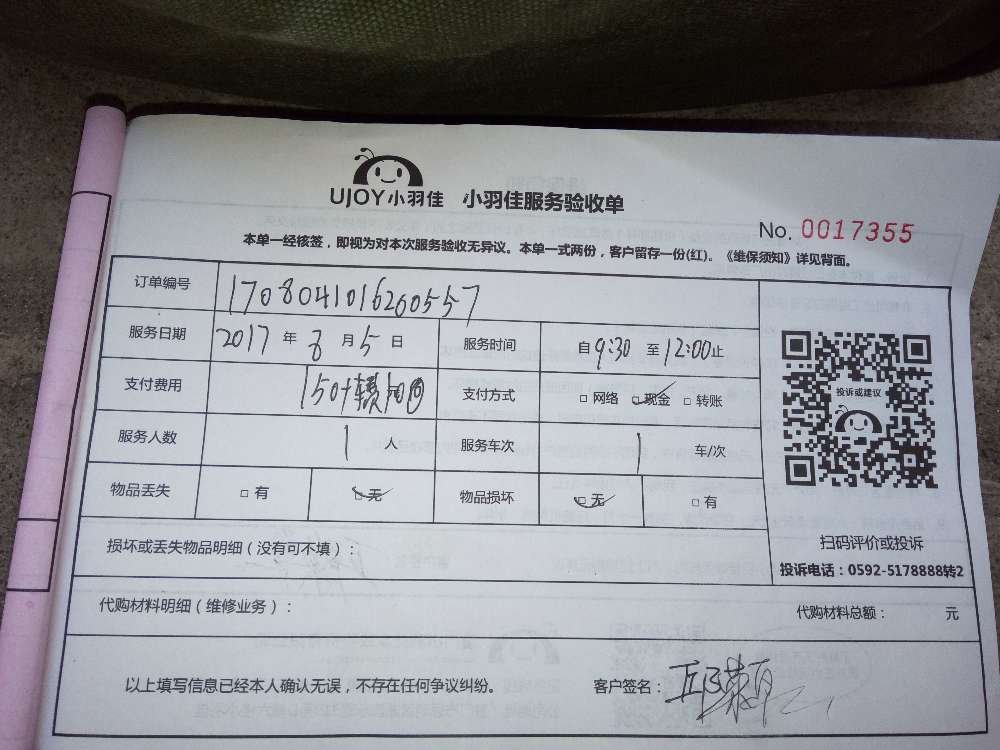 UJOY小羽佳 小羽佳服务验收单
No. 0017355
本单一经核签，即视为对本次服务验收无异议。本单一式两份，客户留存一份(红)。《维保须知》详见背面。
订单编号 1708041016260557
服务日期 2017 年 8 月 5 日 服务时间 自 9:30 至 12:00 止
支付费用 150+ 支付方式 □ 网络 □ 现金 □ 转账
服务人数 1 人 服务车次 1 车/次
物品丢失 □ 有 □ 无 物品损坏 □ 无 □ 有
投诉或建议
扫码评价或投诉
投诉电话：0592-5178888转2
损坏或丢失物品明细（没有可不填）：
代购材料明细（维修业务）： 代购材料总额： 元
以上填写信息已经本人确认无误，不存在任何争议纠纷。 客户签名：